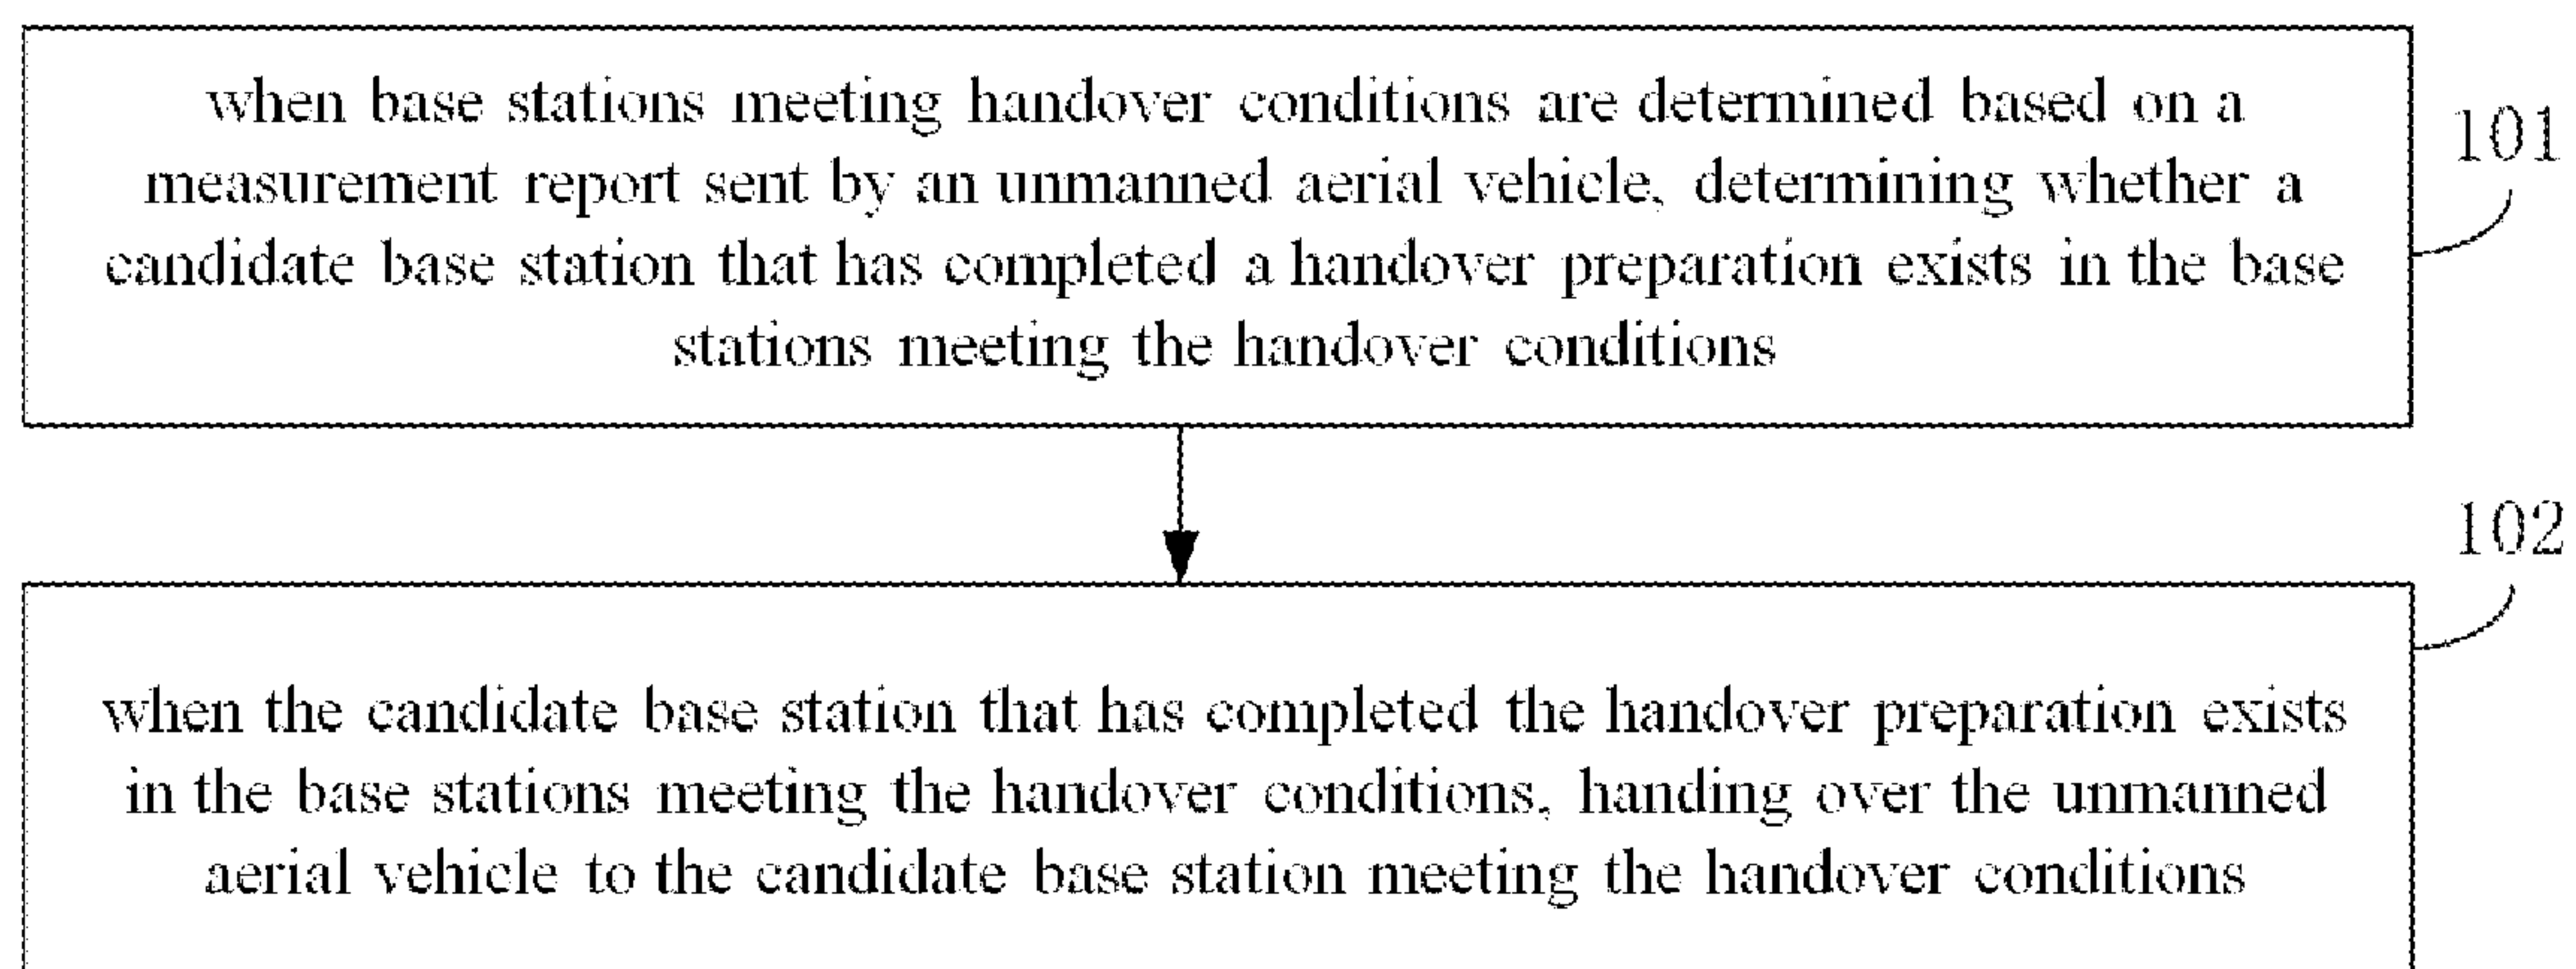 when base stations meeting handover conditions are determined based on a
measurement report sent by an unmanned aerial vehicle, determining whether a
candidate base station that has completed a handover preparation exists in the base
stations meeting the handover conditions
101
102
when the candidate base station that has completed the handover preparation exists
in the base stations meeting the handover conditions, handing over the unmanned
aerial vehicle to the candidate base station meeting the handover conditions